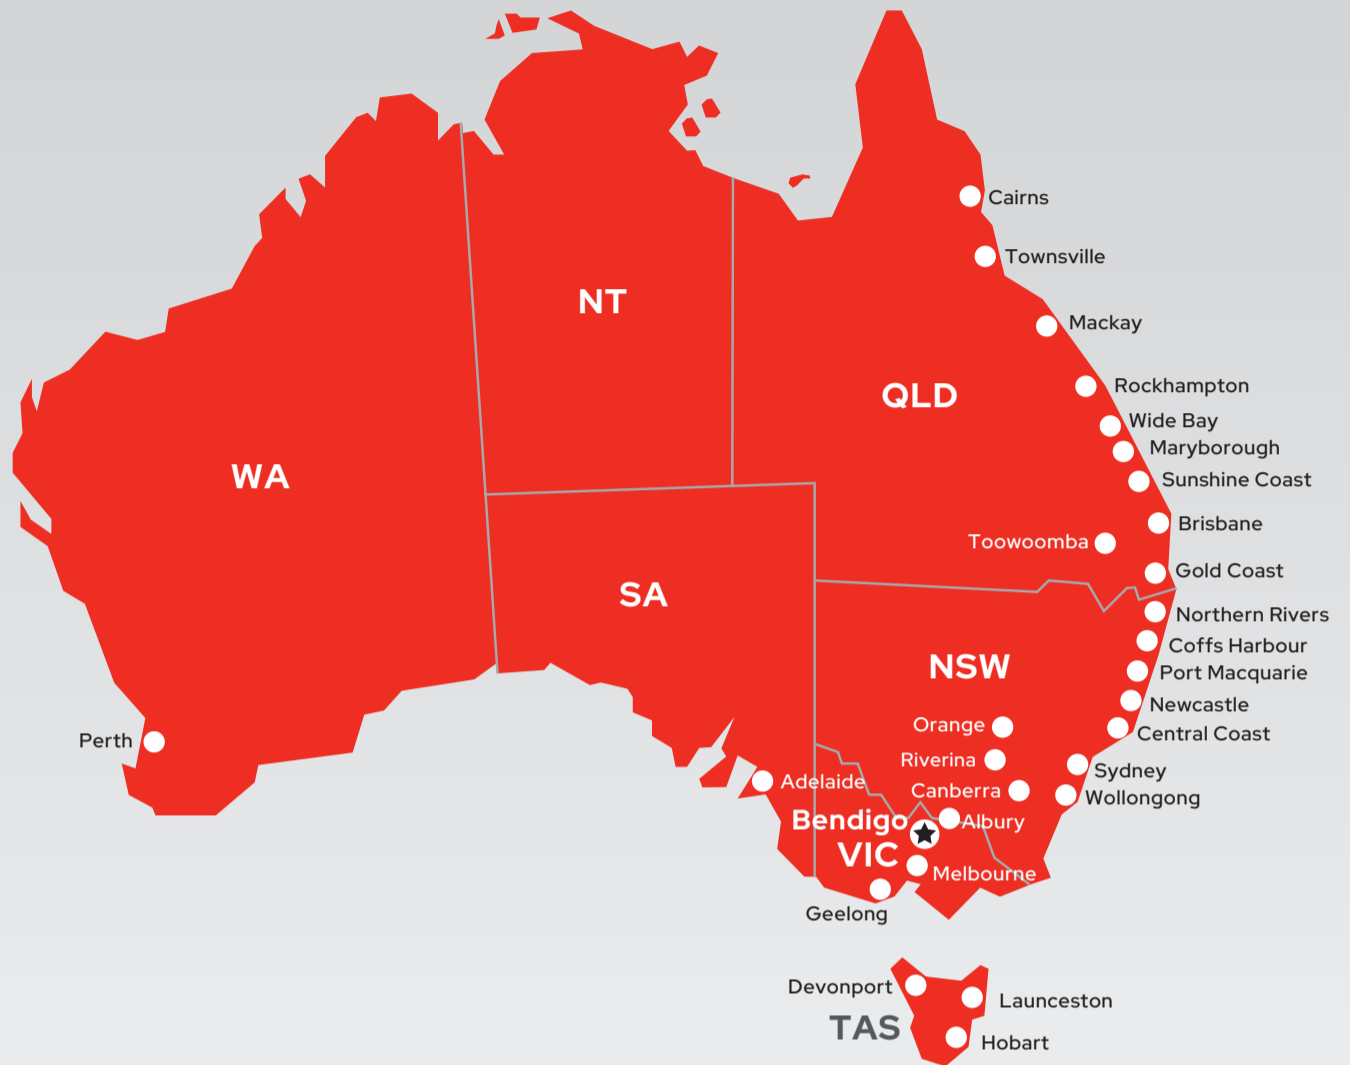 Cairns
Townsville
NT
Mackay
Rockhampton
QLD
Wide Bay
Maryborough
WA
Sunshine Coast
Brisbane
Toowoomba
Gold Coast
SA
Northern Rivers
Coffs Harbour
NSW
Port Macquarie
Newcastle
Orange
Central Coast
Perth
Riverina
Sydney
Adelaide
Canberra
Wollongong
Bendigo
Albury
VIC
Melbourne
Geelong
Devonport
Launceston
TAS
Hobart